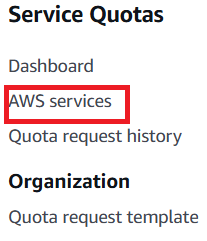 Service Quotas
Dashboard
AWS services
Quota request history
Organization
Quota request template